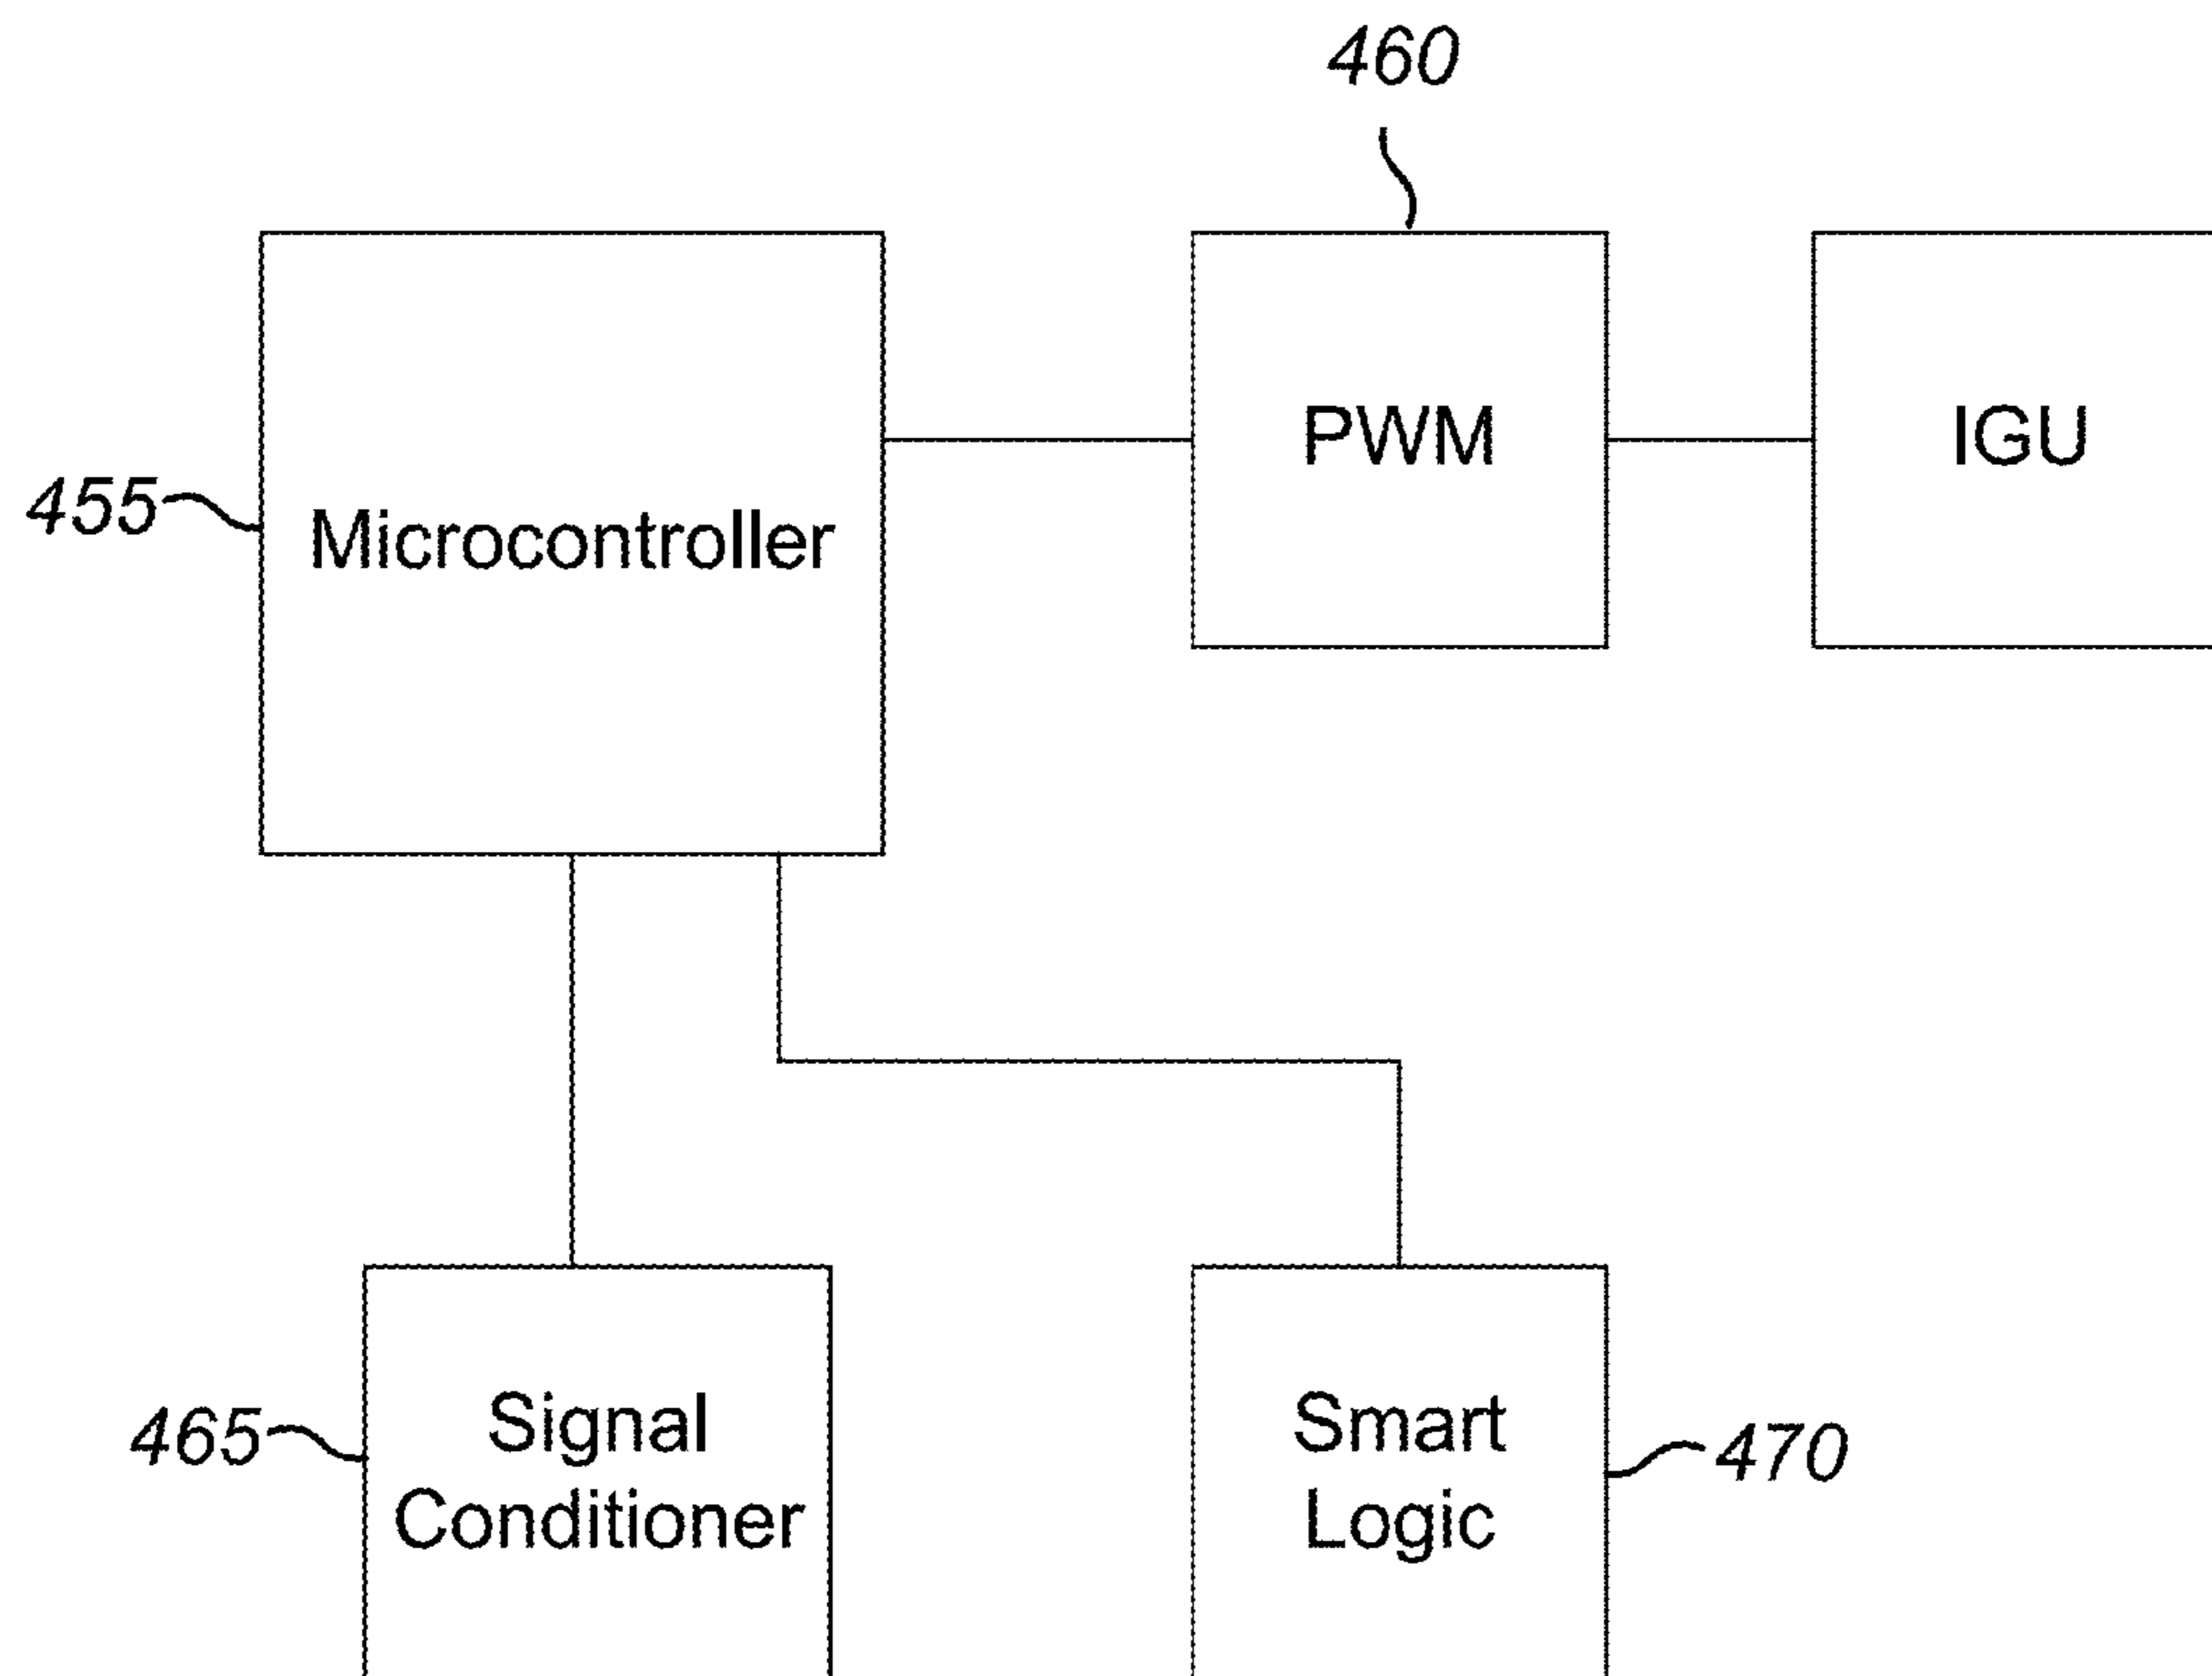 460
PWM
IGU
455
Microcontroller
465
Signal
Conditioner
Smart
Logic
470